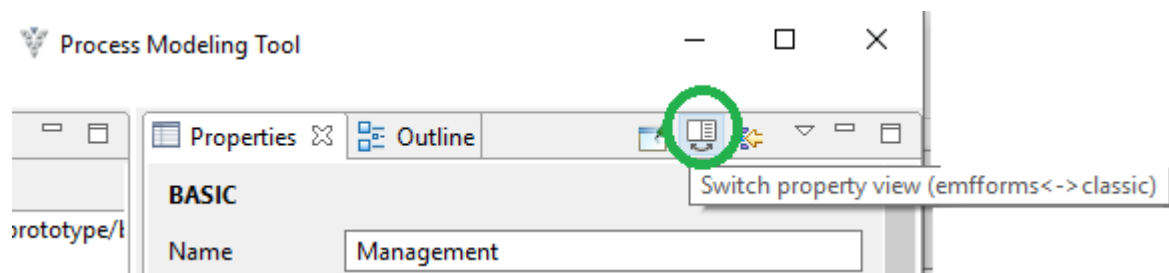 Process Modeling Tool
Properties
Outline
Switch property view (emfforms<->classic)
BASIC
prototype/
Name
Management